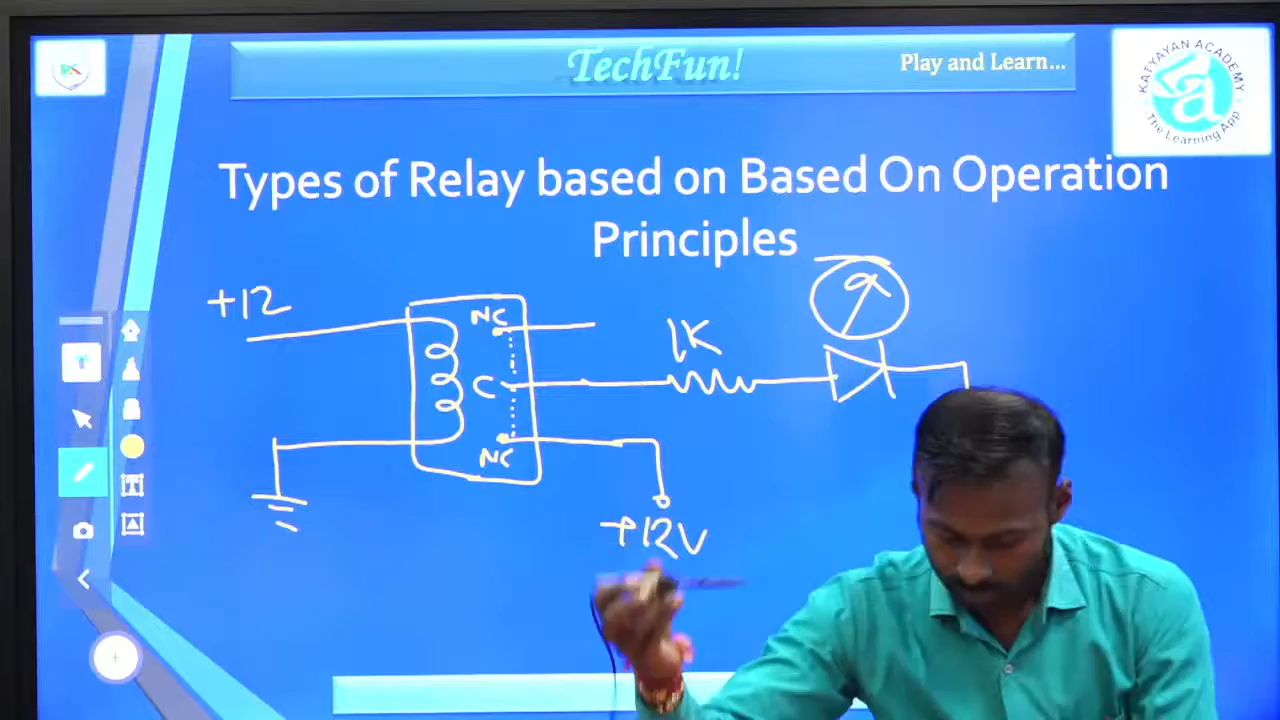 TechFun!
Play and Learn...
KATYAYAN ACADEMY
The Learning App
Types of Relay based on Based On Operation
Principles
+12
NC
1K
C
NC
+12V